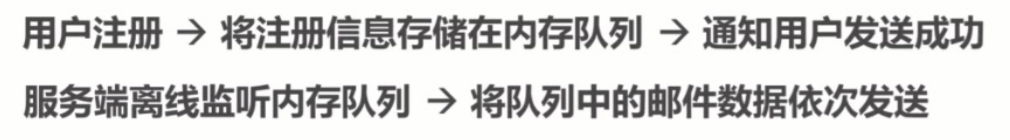 用户注册 → 将注册信息存储在内存队列 → 通知用户发送成功
服务端离线监听内存队列 → 将队列中的邮件数据依次发送